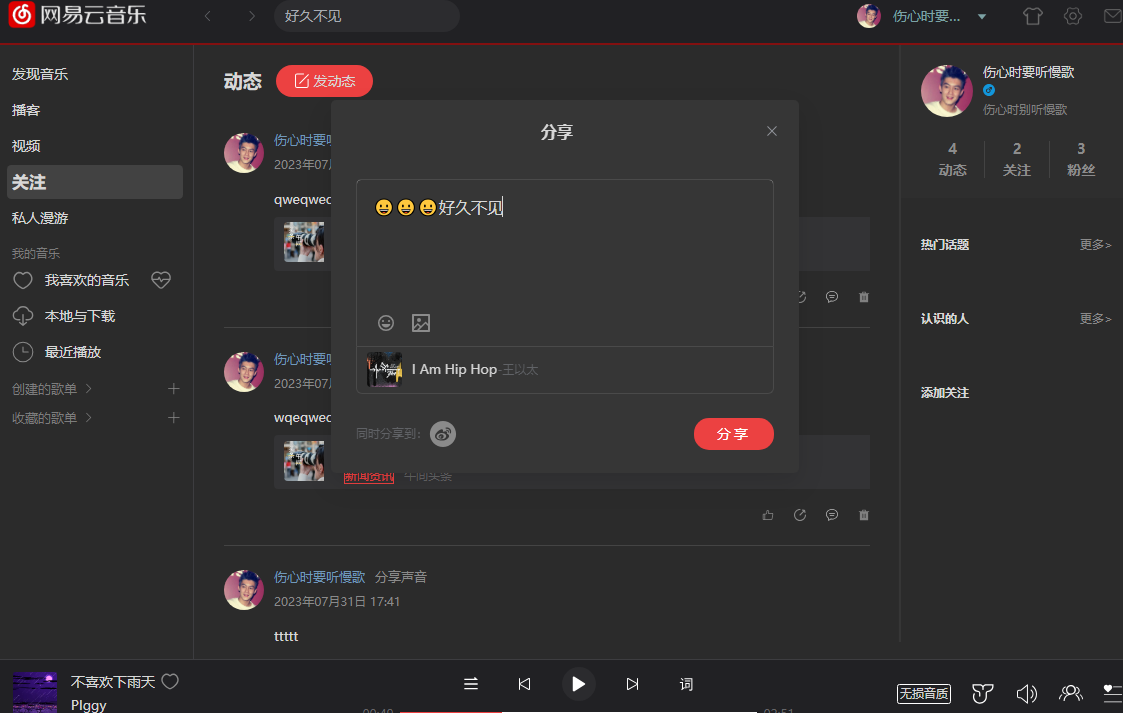 网易云音乐
好久不见
伤心时要...
发现音乐
播客
视频
关注
私人漫游
我的音乐
我喜欢的音乐
本地与下载
最近播放
创建的歌单
收藏的歌单
动态
发动态
伤心时要
2023年07
qweqwec
分享
😀😀😀好久不见
I Am Hip Hop-王以太
同时分享到:
分享
伤心时要
2023年07
wqeqwec
新闻资讯 午间头条
伤心时要听慢歌 分享声音
2023年07月31日 17:41
ttttt
伤心时要听慢歌
伤心时别听慢歌
4
2
3
动态
关注
粉丝
热门话题
更多>
认识的人
更多>
添加关注
不喜欢下雨天
PIggy
词
无损音质
00:49
03:51